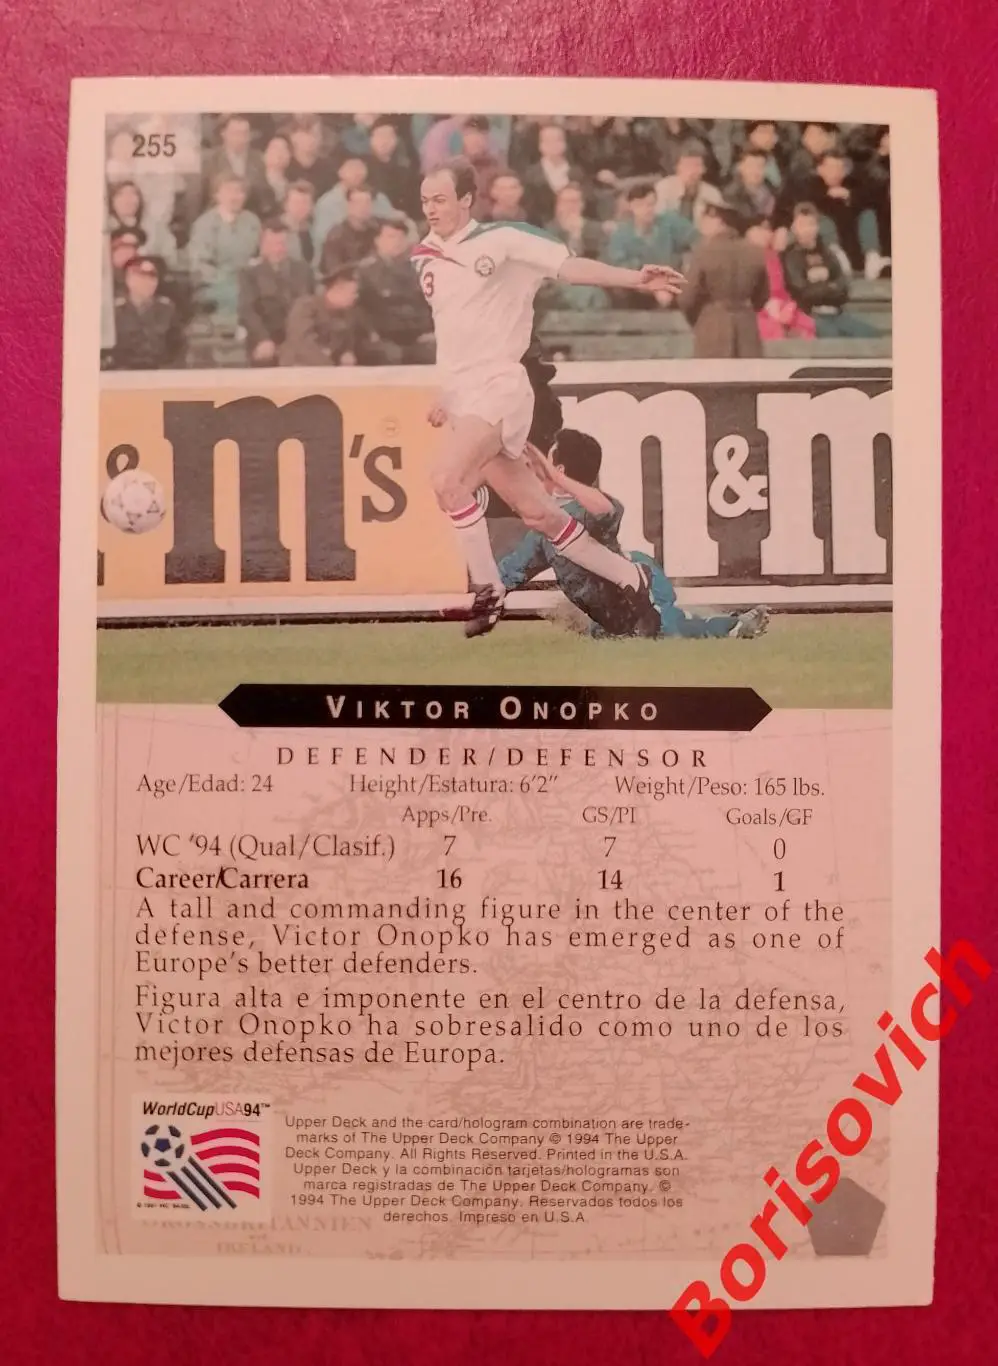 255
3
& m's ®
m&m
VIKTOR ONOPKO
DEFENDER/DEFENSOR
Age/Edad: 24 Height/Estatura: 6'2" Weight/Peso: 165 lbs.
Apps/Pre. GS/PI Goals/GF
WC '94 (Qual/Clasif.) 7 7 0
Career/Carrera 16 14 1
A tall and commanding figure in the center of the
defense, Victor Onopko has emerged as one of
Europe's better defenders.
Figura alta e imponente en el centro de la defensa,
Victor Onopko ha sobresalido como uno de los
mejores defensas de Europa.
WorldCupUSA94™
Upper Deck and the card/hologram combination are trade-
marks of The Upper Deck Company © 1994 The Upper
Deck Company. All Rights Reserved. Printed in the U.S.A.
Upper Deck y la combinación tarjetas/hologramas son
marca registradas de The Upper Deck Company. ©
1994 The Upper Deck Company. Reservados todos los
derechos. Impreso en U.S.A.
GROSSBRITANNIEN
IRELAND.
Borisovich